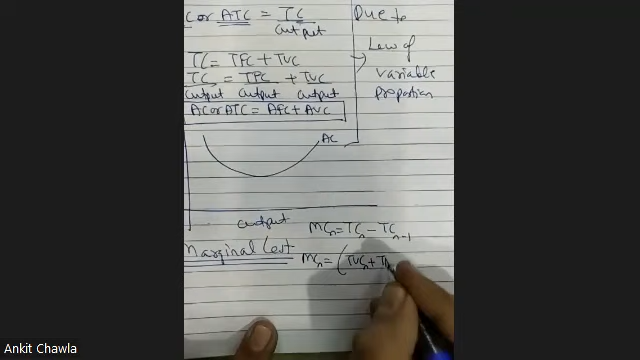 C or ATC = TC
output
Due to
Law of
variable
proportion
TC = TFC + TVC
TC = TFC + TVC
output output output
AC or ATC = AFC + AVC
AC
output
MCn = TCn - TCn-1
Marginal Cost
MCn = (TVCn + T
Ankit Chawla